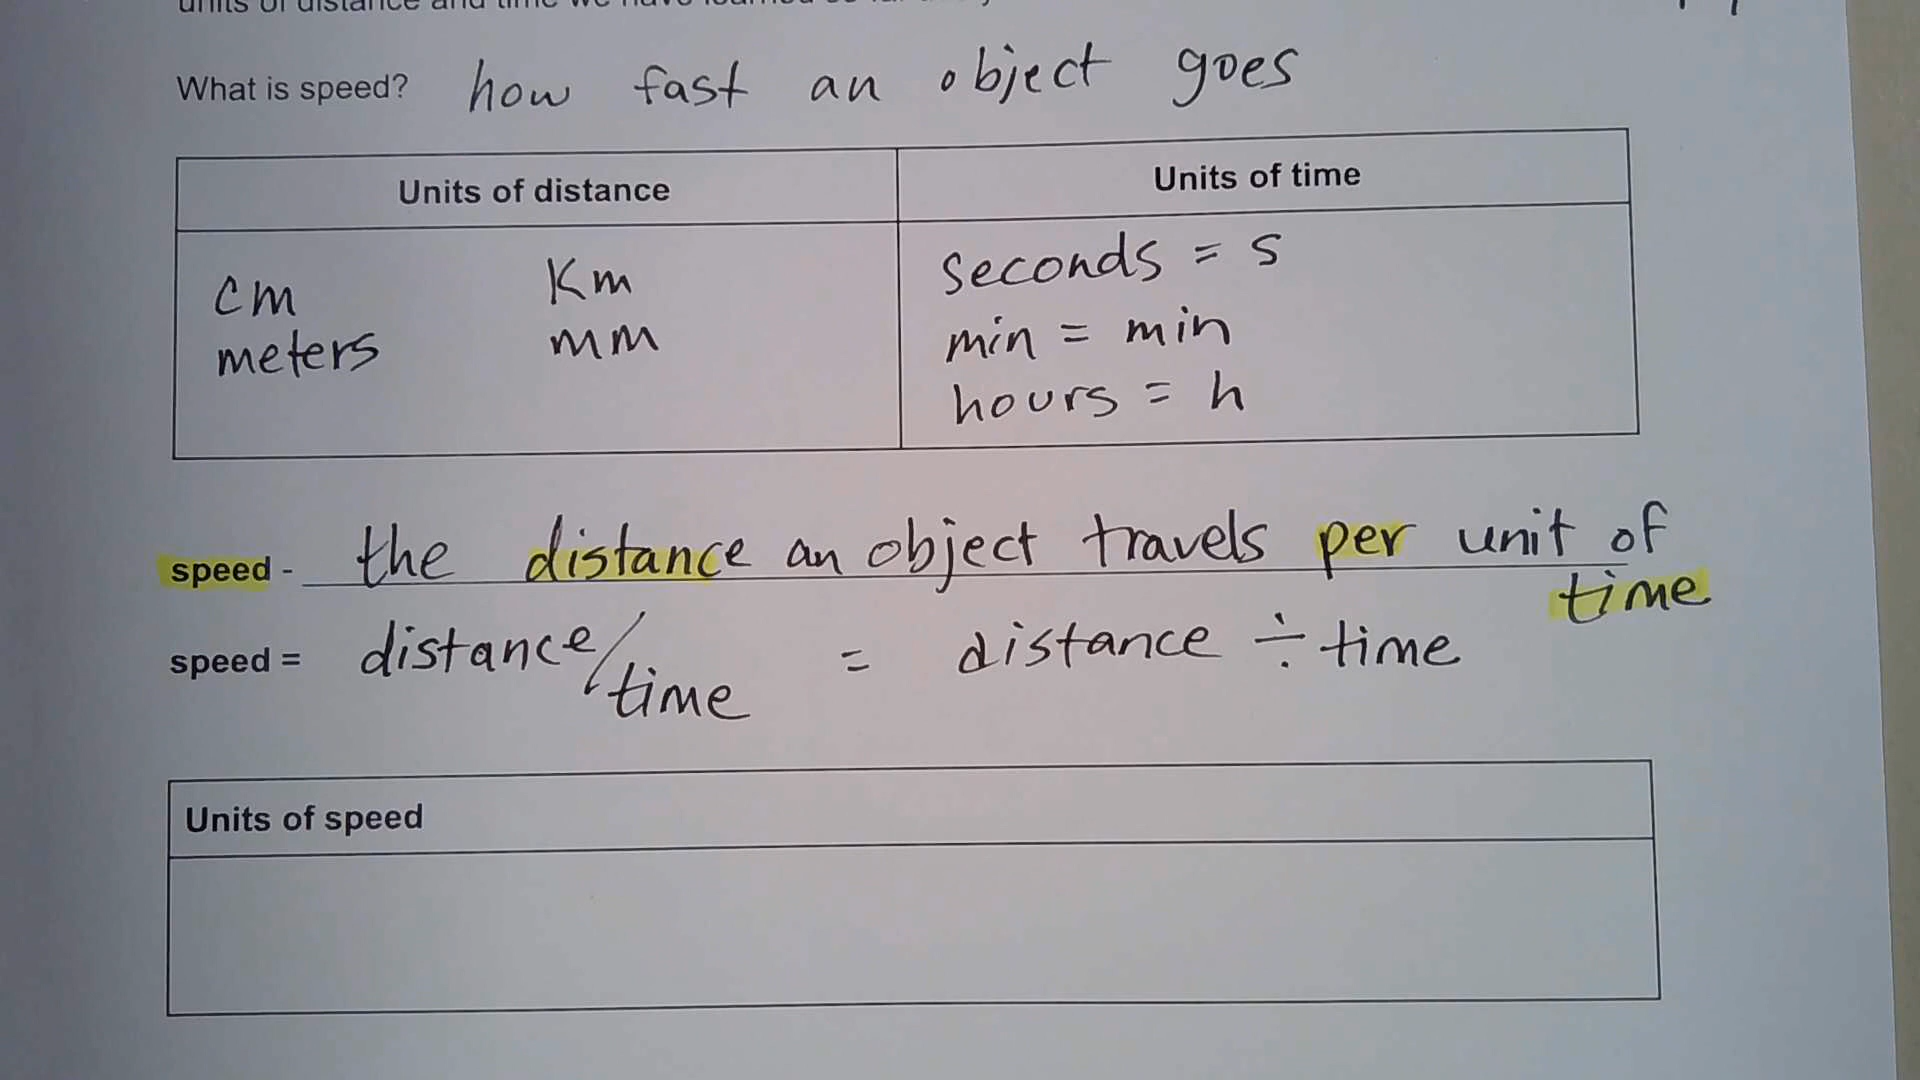 What is speed? how fast an object goes
Units of distance Units of time
cm Km seconds = s
meters mm min = min
hours = h
speed - the distance an object travels per unit of
time
speed = distance/time = distance ÷ time
Units of speed